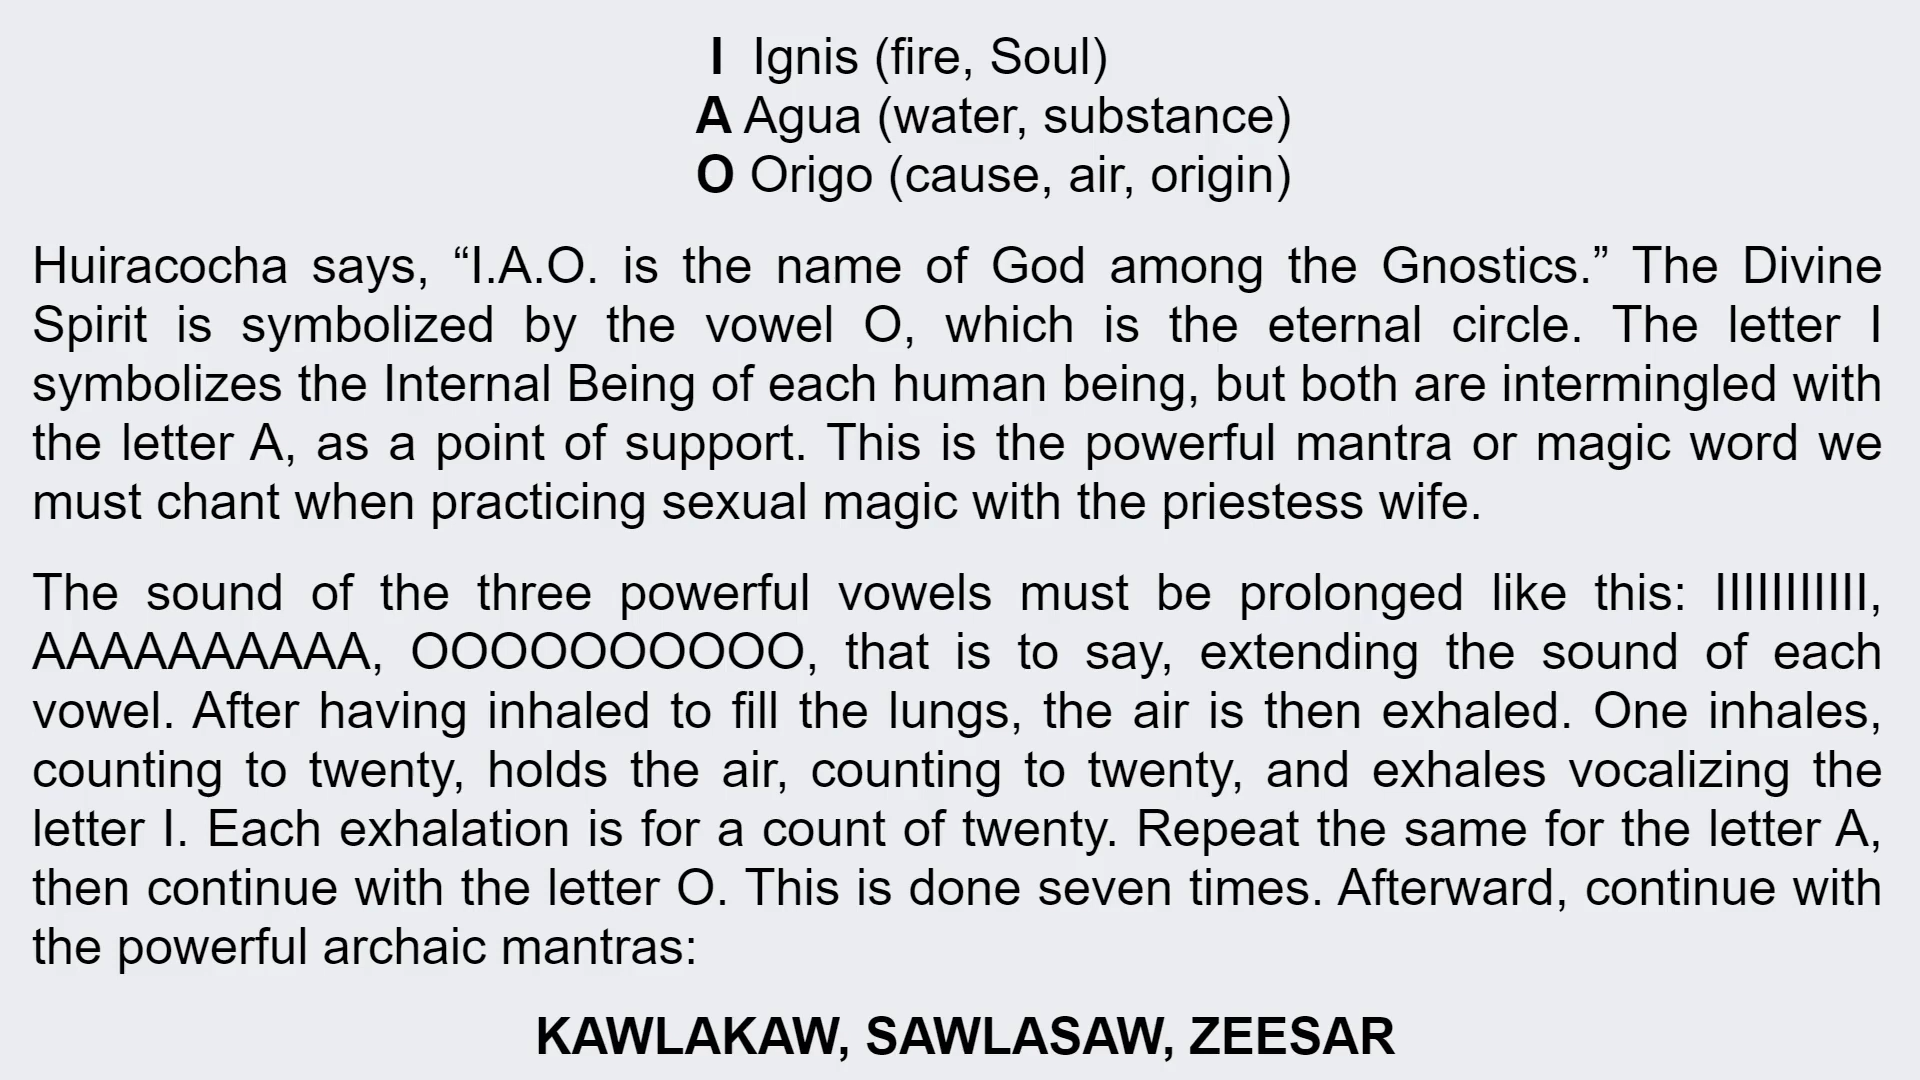 I Ignis (fire, Soul)
A Agua (water, substance)
O Origo (cause, air, origin)
Huiracocha says, “I.A.O. is the name of God among the Gnostics.” The Divine
Spirit is symbolized by the vowel O, which is the eternal circle. The letter I
symbolizes the Internal Being of each human being, but both are intermingled with
the letter A, as a point of support. This is the powerful mantra or magic word we
must chant when practicing sexual magic with the priestess wife.
The sound of the three powerful vowels must be prolonged like this: IIIIIIIIIII,
AAAAAAAAAA, OOOOOOOOOO, that is to say, extending the sound of each
vowel. After having inhaled to fill the lungs, the air is then exhaled. One inhales,
counting to twenty, holds the air, counting to twenty, and exhales vocalizing the
letter I. Each exhalation is for a count of twenty. Repeat the same for the letter A,
then continue with the letter O. This is done seven times. Afterward, continue with
the powerful archaic mantras:
KAWLAKAW, SAWLASAW, ZEESAR